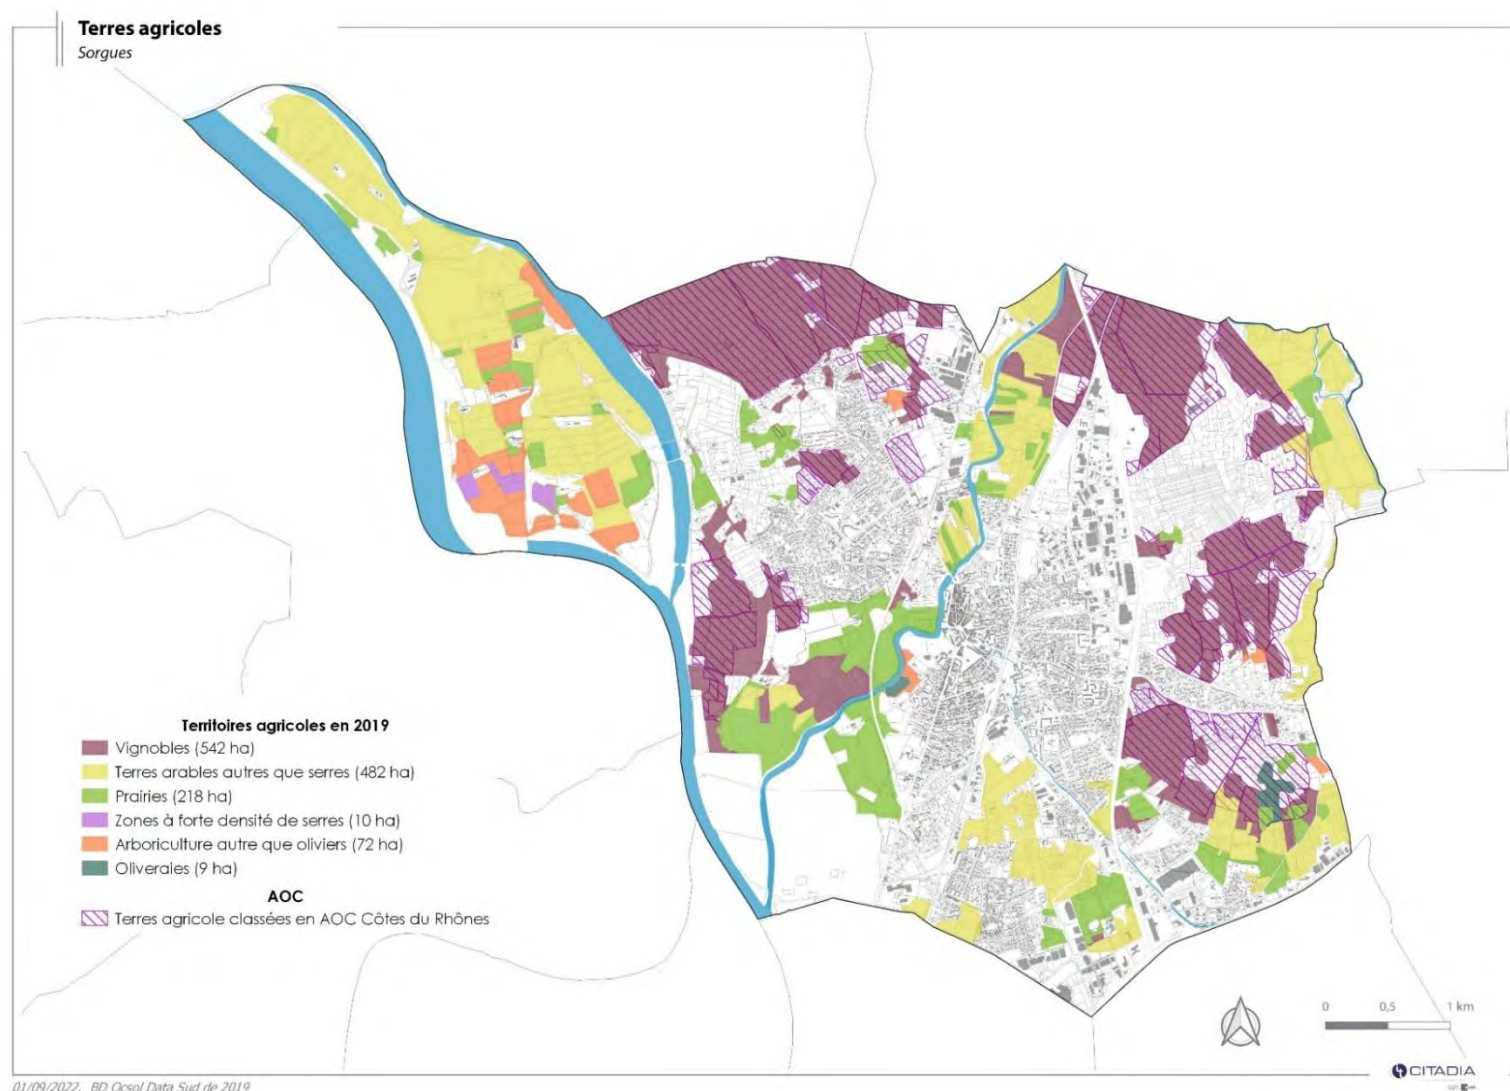 Terres agricoles
Sorgues
Territoires agricoles en 2019
Vignobles (542 ha)
Terres arables autres que serres (482 ha)
Prairies (218 ha)
Zones à forte densité de serres (10 ha)
Arboriculture autre que oliviers (72 ha)
Oliveraies (9 ha)
AOC
Terres agricole classées en AOC Côtes du Rhônes
0 0,5 1 km
CITADIA
01/09/2022, BD Ocsol Data Sud de 2019